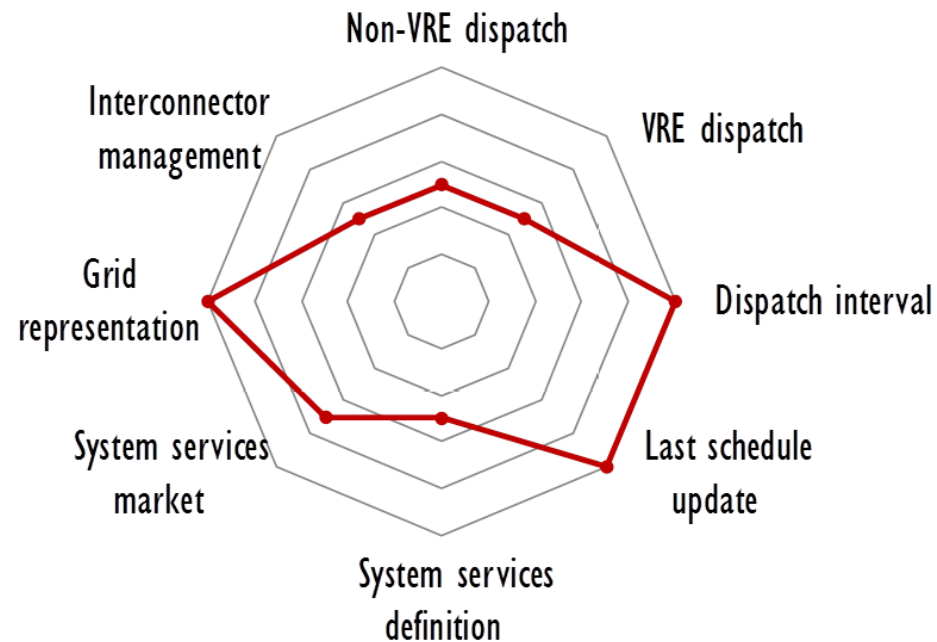 Non-VRE dispatch
Interconnector
management
VRE dispatch
Grid
representation
Dispatch interval
System services
market
Last schedule
update
System services
definition